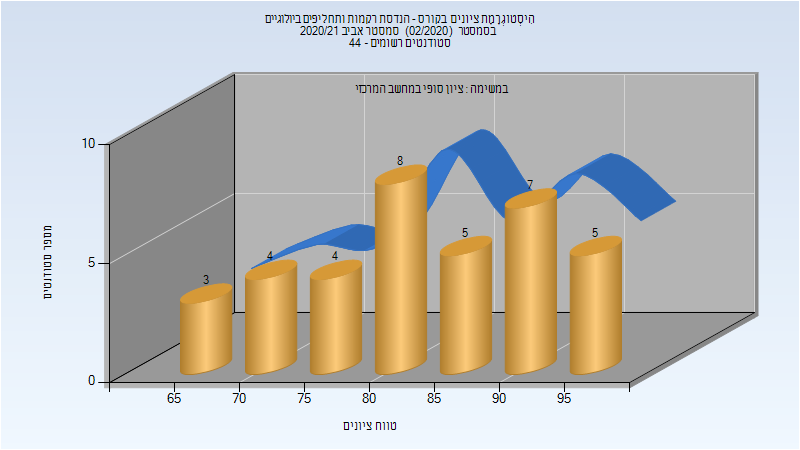 הִיסְטוֹגְרָמַת ציונים בקורס - הנדסת רקמות ותחליפים ביולוגיים
בסמסטר (02/2020) סמסטר אביב 2020/21
סטודנטים רשומים - 44
במשימה : ציון סופי במחשב המרכזי
מספר סטודנטים
10
5
0
3
4
4
8
5
7
5
65
70
75
80
85
90
95
טווח ציונים